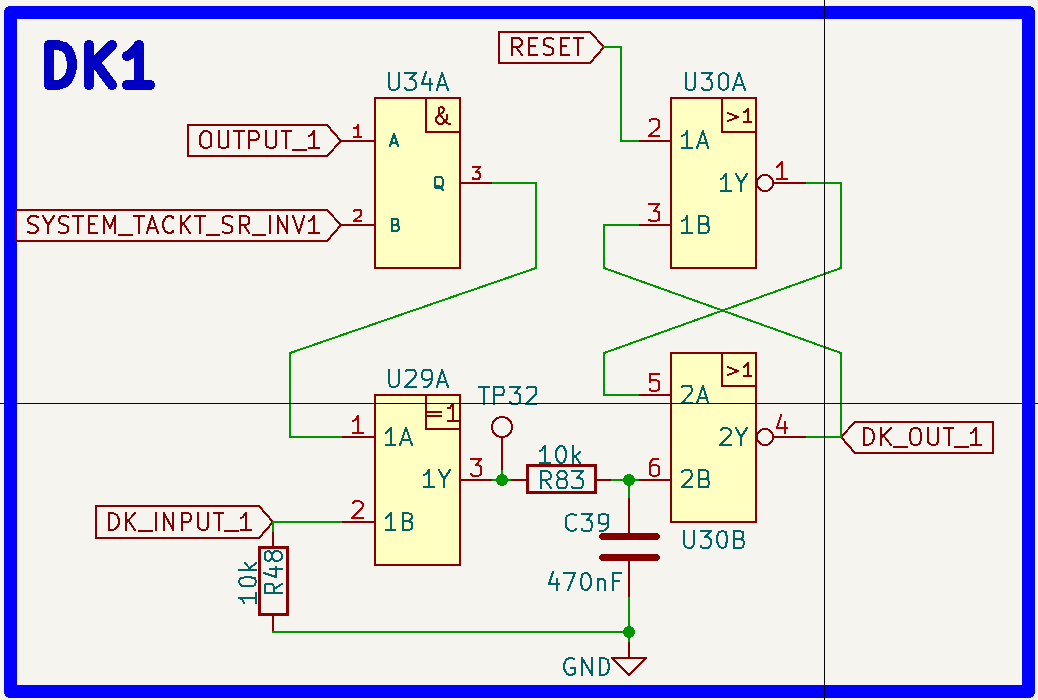 DK1
RESET
U34A
U30A
&
>1
OUTPUT_1
1
A
2
1A
Q
3
1Y
1
SYSTEM_TACKT_SR_INV1
2
B
3
1B
U29A
TP32
>1
=1
5
2A
1
1A
2Y
4
DK_OUT_1
1Y
3
10k
R83
6
2B
DK_INPUT_1
2
1B
C39
U30B
10k
R48
470nF
GND